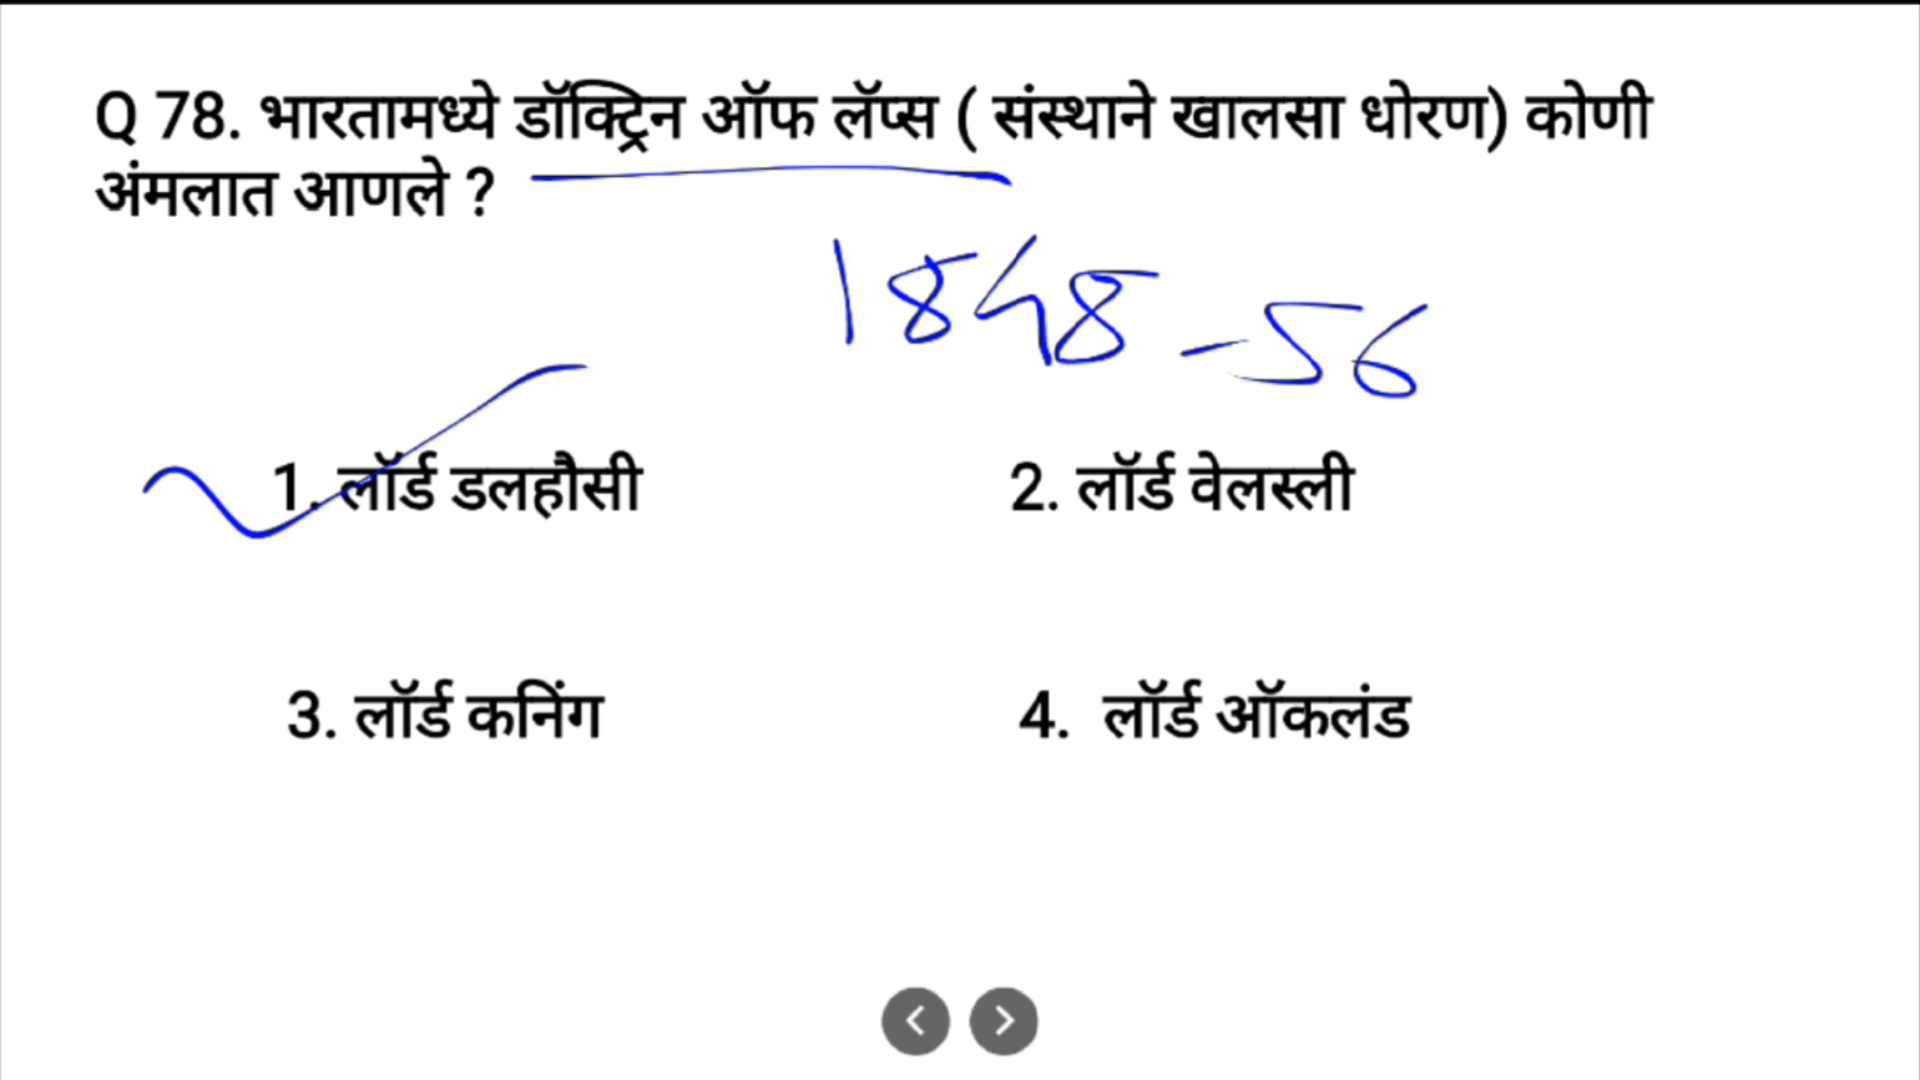 Q 78. भारतामध्ये डॉक्ट्रिन ऑफ लॅप्स ( संस्थाने खालसा धोरण) कोणी
अंमलात आणले ?
1848 - 56
1. लॉर्ड डलहौसी
2. लॉर्ड वेलस्ली
3. लॉर्ड कनिंग
4. लॉर्ड ऑकलंड